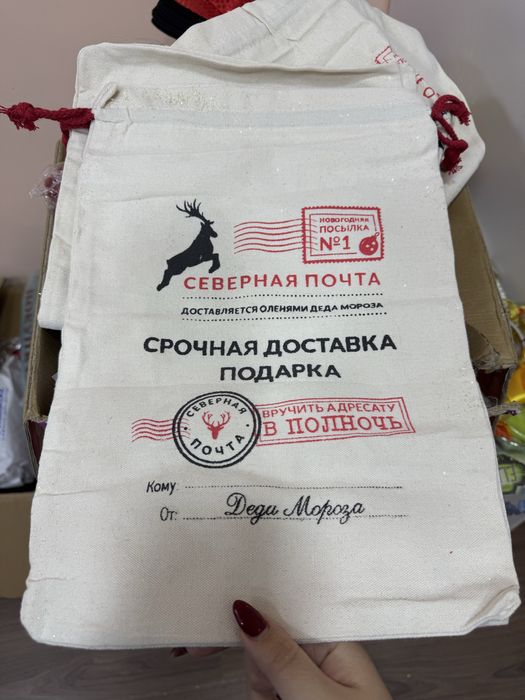 НОВОГОДНЯЯ
ПОСЫЛКА
№1
СЕВЕРНАЯ ПОЧТА
ДОСТАВЛЯЕТСЯ ОЛЕНЯМИ ДЕДА МОРОЗА
СРОЧНАЯ ДОСТАВКА
ПОДАРКА
СЕВЕРНАЯ
ПОЧТА
ВРУЧИТЬ АДРЕСАТУ
В ПОЛНОЧЬ
Кому:
От: Деда Мороза